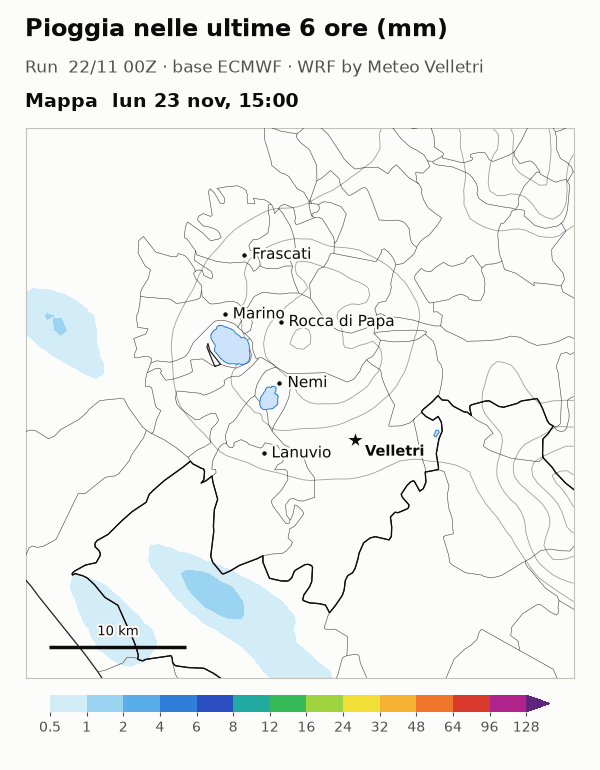 Pioggia nelle ultime 6 ore (mm)
Run  22/11 00Z · base ECMWF · WRF by Meteo Velletri
Mappa  lun 23 nov, 15:00
Frascati
Marino
Rocca di Papa
Nemi
Velletri
Lanuvio
10 km
0.5 1 2 4 6 8 12 16 24 32 48 64 96 128